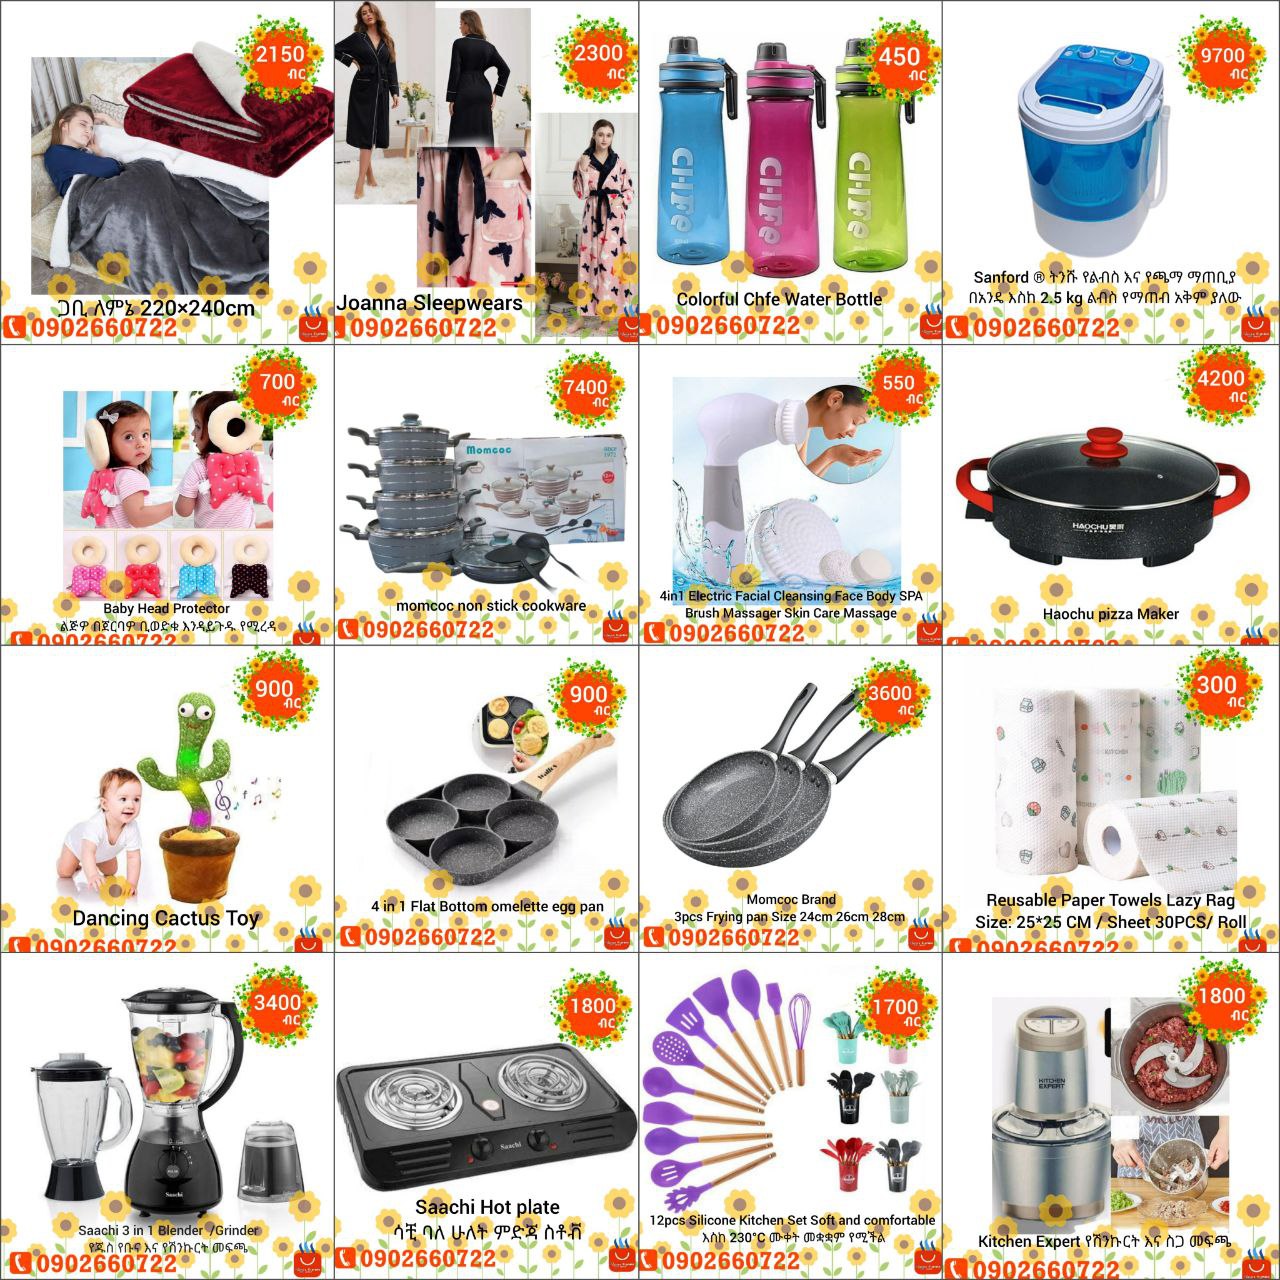 2150
ብር
ጋቢ ለምኔ 220×240cm
0902660722
2300
ብር
Joanna Sleepwears
0902660722
450
ብር
CHFe
CHFe
CHFe
Colorful Chfe Water Bottle
0902660722
9700
ብር
Sanford ® ትንሹ የልብስ እና የጫማ ማጠቢያ
በአንዴ እስከ 2.5 kg ልብስ የማጠብ አቅም ያለው
0902660722
700
ብር
Baby Head Protector
ልጅዎ በጀርባዎ ቢወድቁ እንዳይጎዱ የሚረዳ
0902660722
7400
ብር
Momcoc
momcoc non stick cookware
0902660722
550
ብር
4in1 Electric Facial Cleansing Face Body SPA
Brush Massager Skin Care Massage
0902660722
4200
ብር
HAOCHU
Haochu pizza Maker
0902660722
900
ብር
Dancing Cactus Toy
0902660722
900
ብር
4 in 1 Flat Bottom omelette egg pan
0902660722
3600
ብር
Momcoc Brand
3pcs Frying pan Size 24cm 26cm 28cm
0902660722
300
ብር
KITCHEN
Reusable Paper Towels Lazy Rag
Size: 25*25 CM / Sheet 30PCS/ Roll
0902660722
3400
ብር
Saachi
Saachi 3 in 1 Blender /Grinder
የጁስ የቡና እና የሽንኩርት መፍጫ
0902660722
1800
ብር
Saachi
Saachi Hot plate
ሳቺ ባለ ሁለት ምድጃ ስቶቭ
0902660722
1700
ብር
12pcs Silicone Kitchen Set Soft and comfortable
እስከ 230°C ሙቀት መቋቋም የሚችል
0902660722
1800
ብር
KITCHEN
EXPERT
Kitchen Expert የሽንኩርት እና ስጋ መፍጫ
0902660722